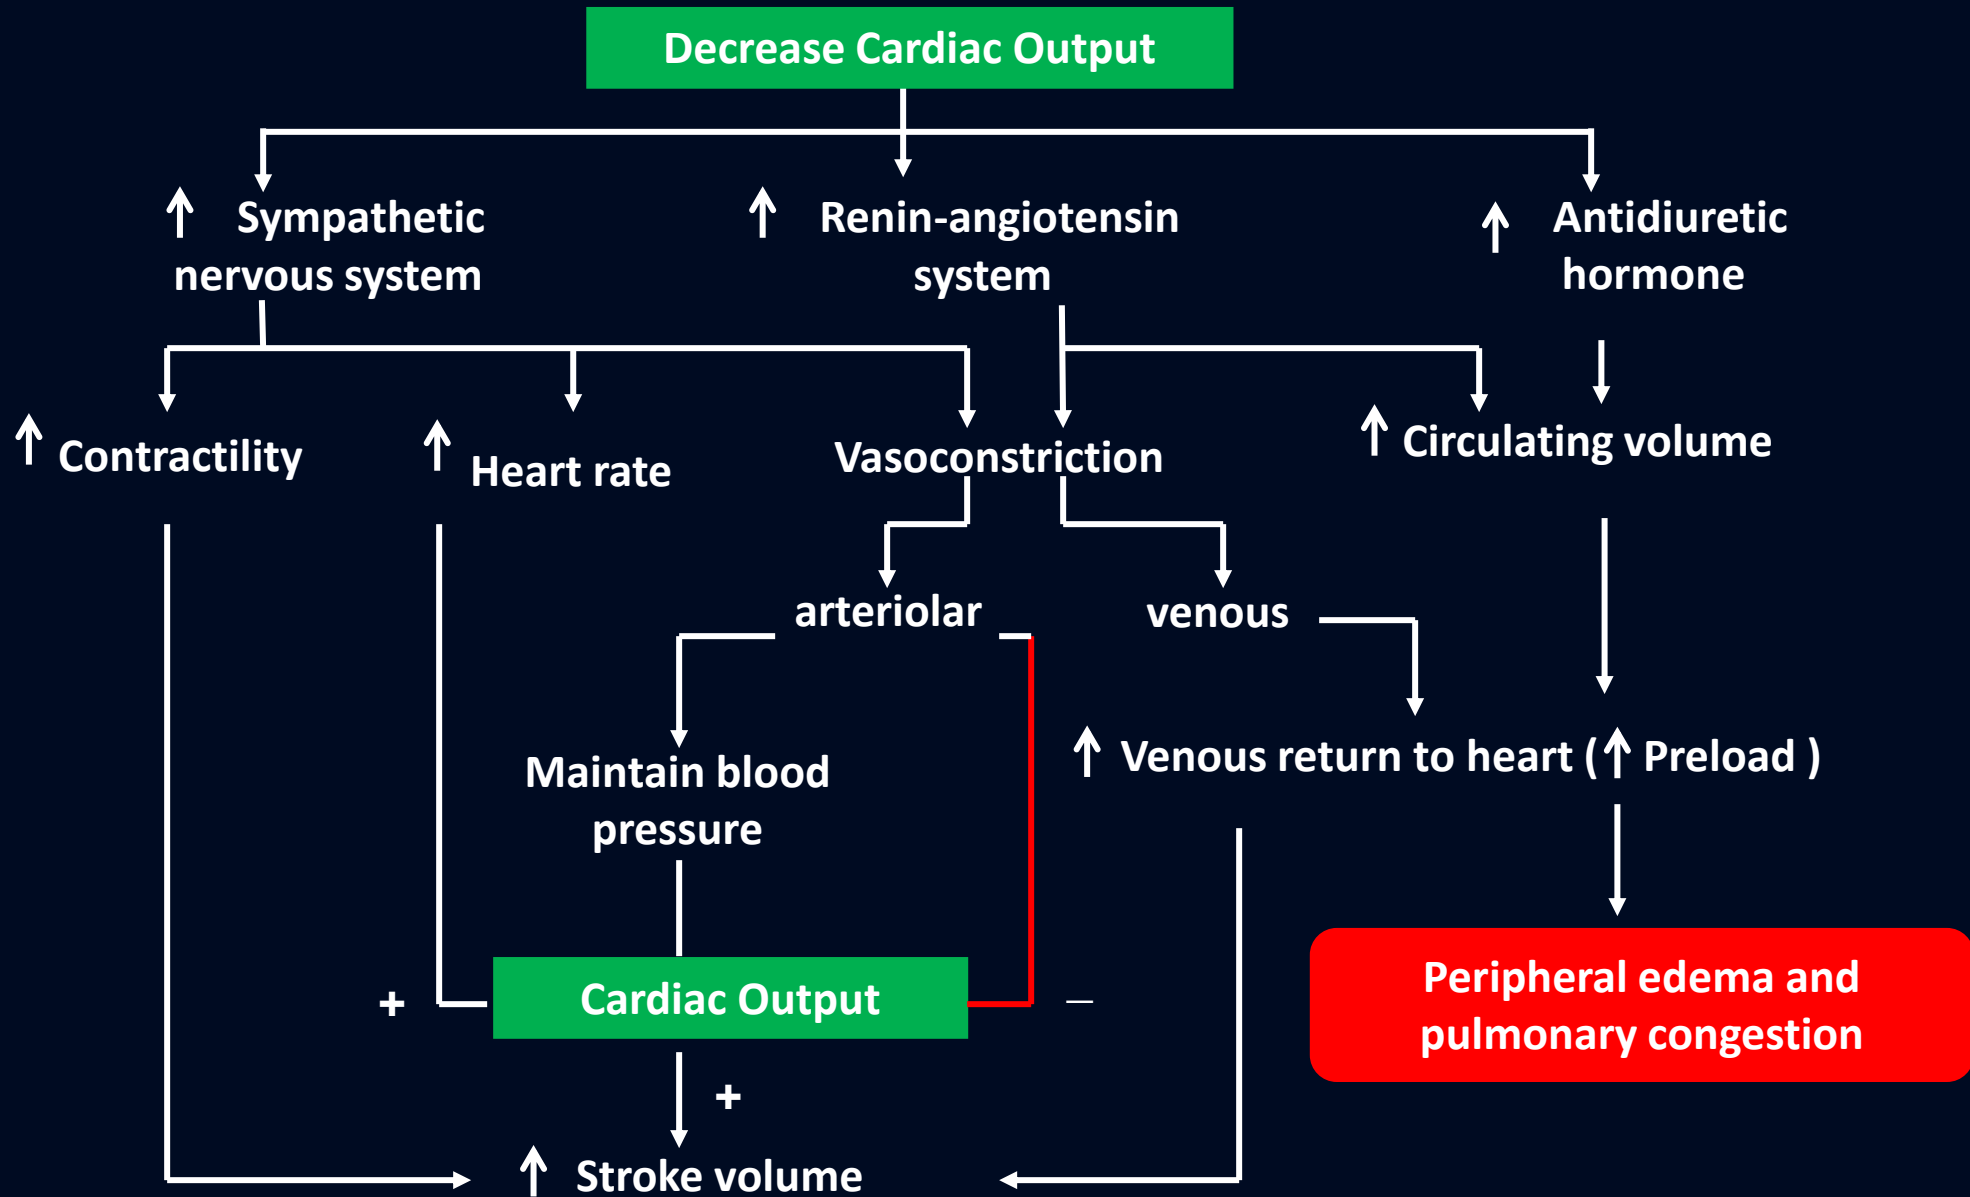 Decrease Cardiac Output
↑ Sympathetic
nervous system
↑ Renin-angiotensin
system
↑ Antidiuretic
hormone
↑ Contractility
↑ Heart rate
Vasoconstriction
↑ Circulating volume
arteriolar
venous
Maintain blood
pressure
↑ Venous return to heart (↑ Preload )
+
Cardiac Output
–
Peripheral edema and
pulmonary congestion
+
↑ Stroke volume